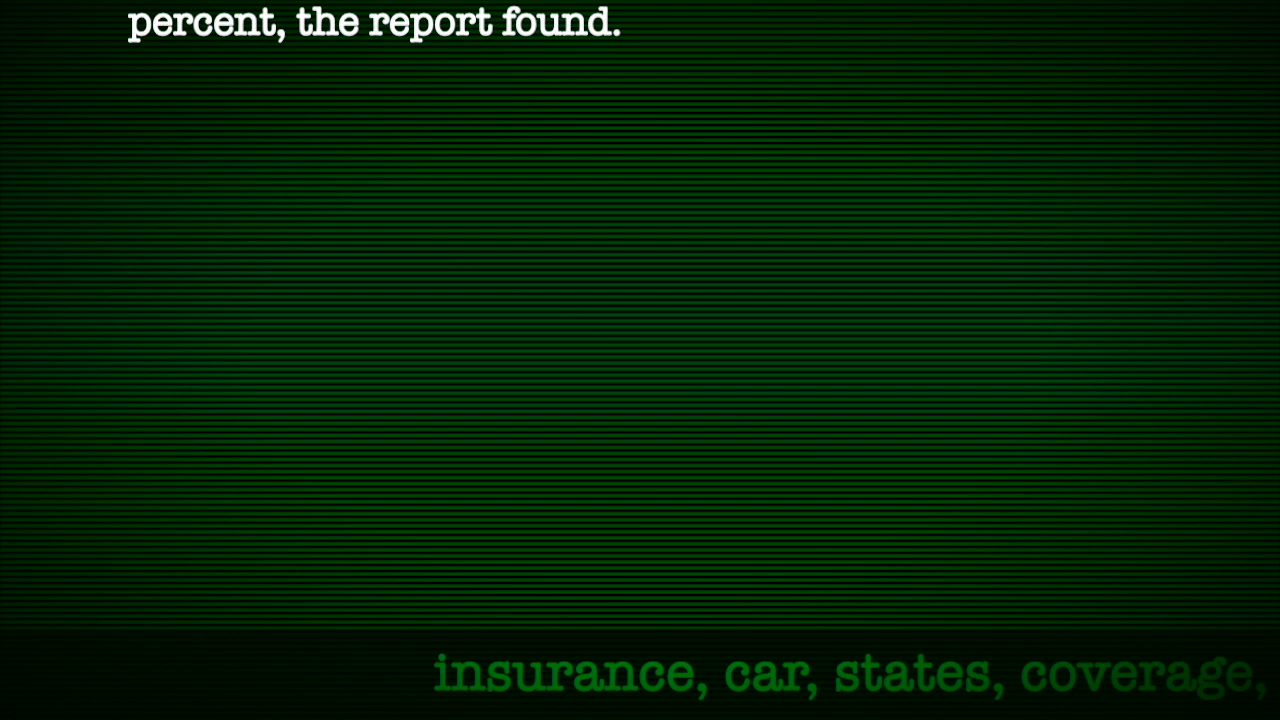 percent, the report found.
insurance, car, states, coverage,